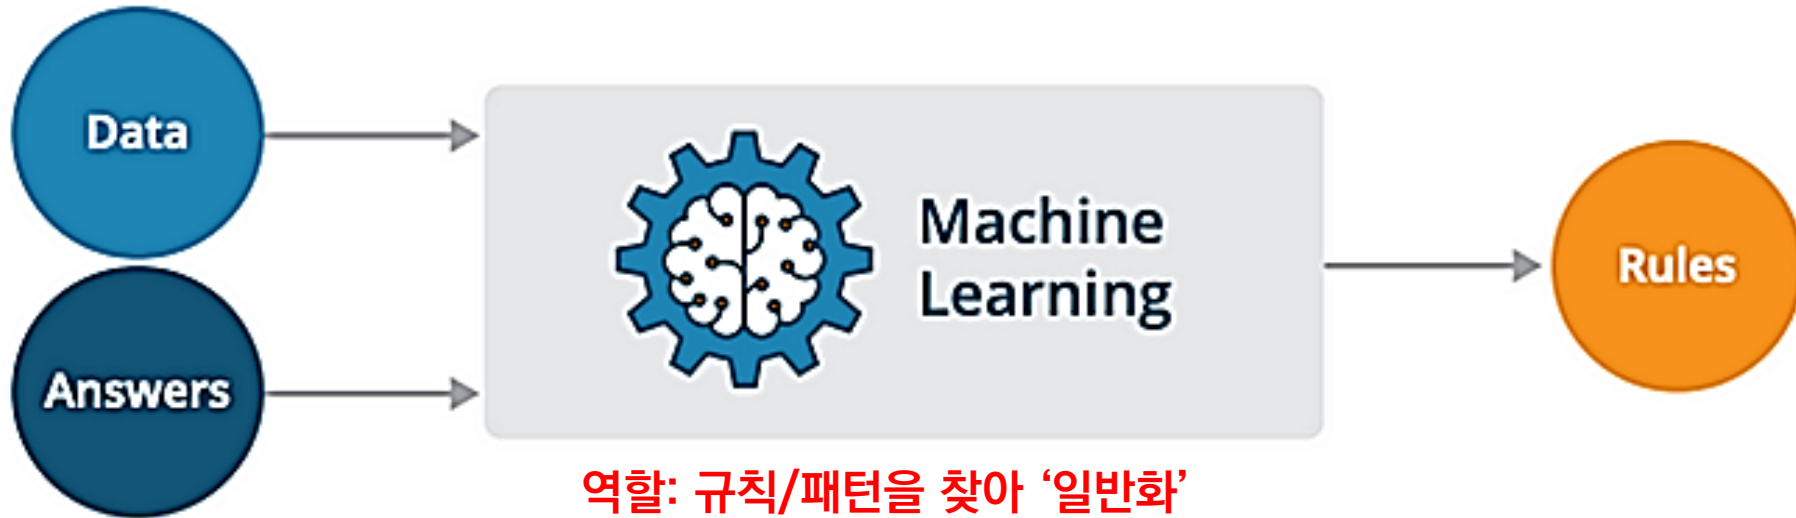 Data
Answers
Machine
Learning
Rules
역할: 규칙/패턴을 찾아 ‘일반화’